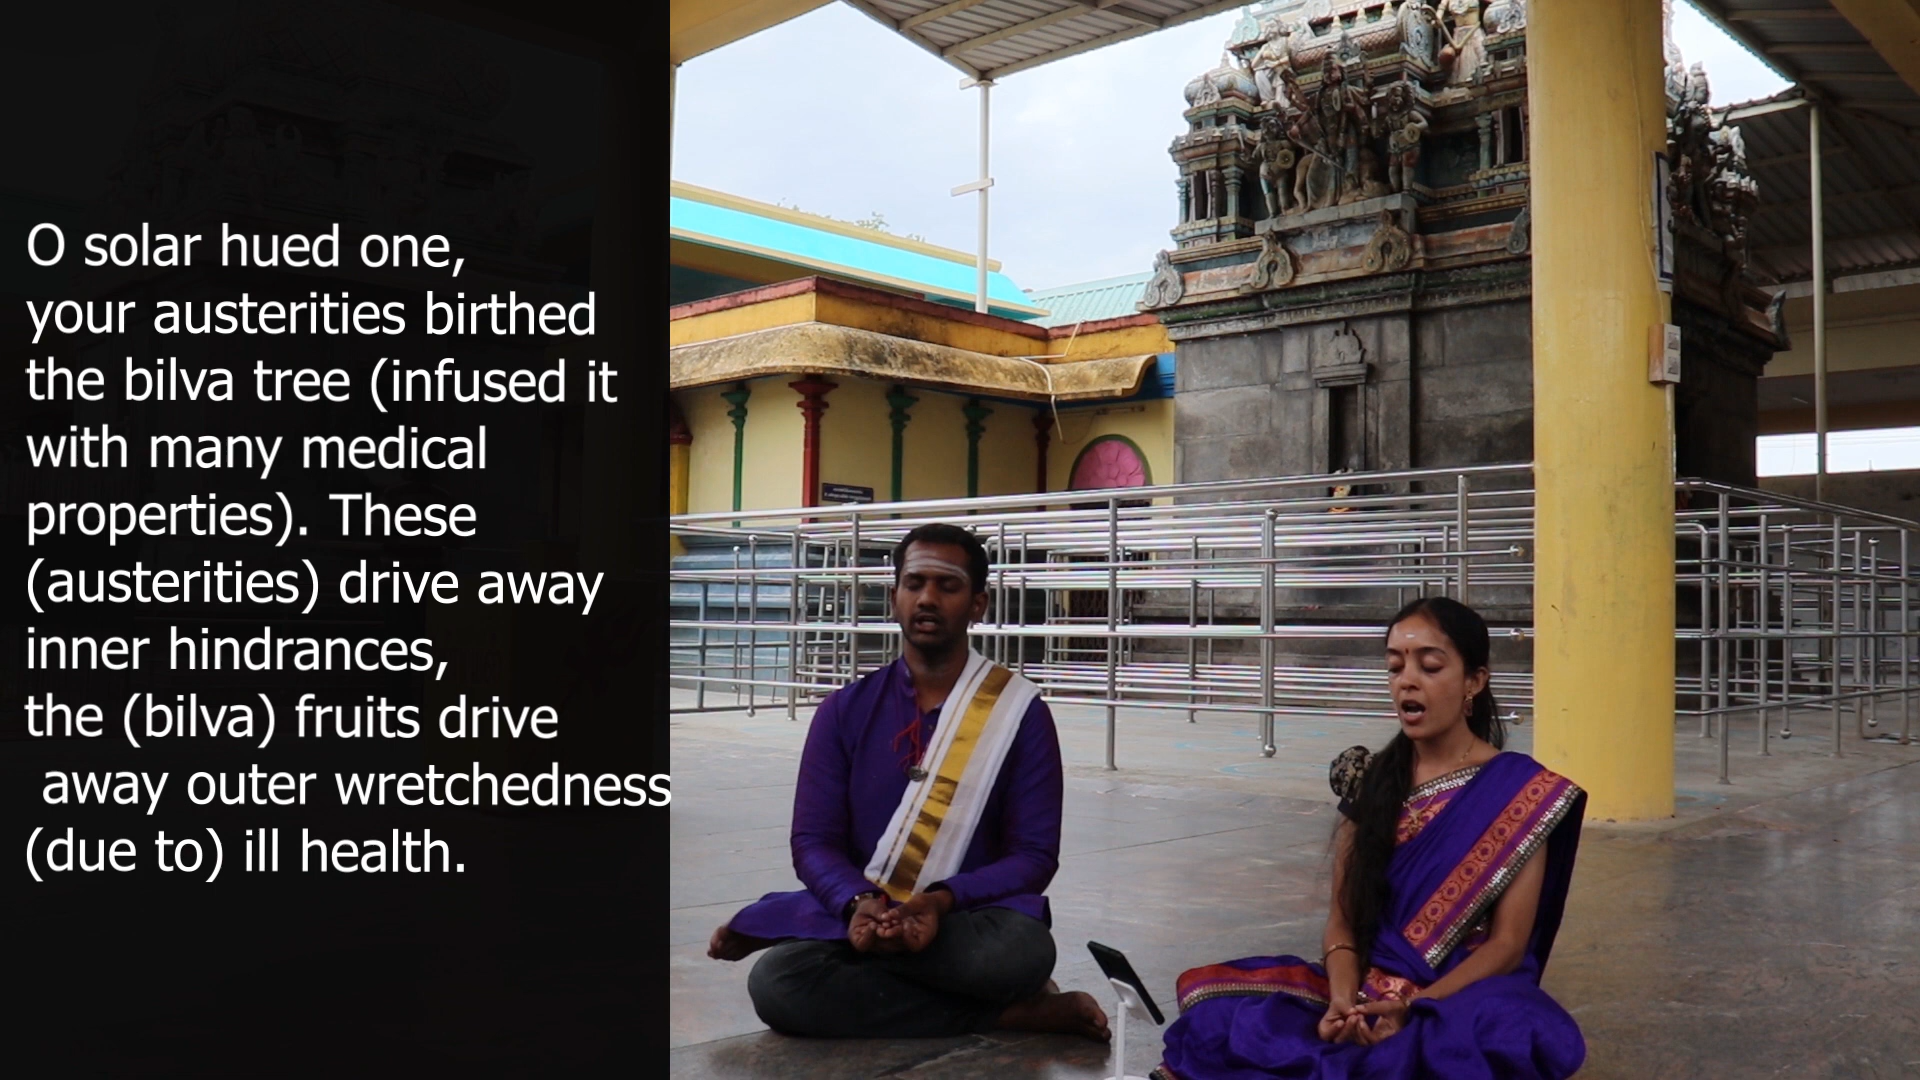 O solar hued one,
your austerities birthed
the bilva tree (infused it
with many medical
properties). These
(austerities) drive away
inner hindrances,
the (bilva) fruits drive
away outer wretchedness
(due to) ill health.